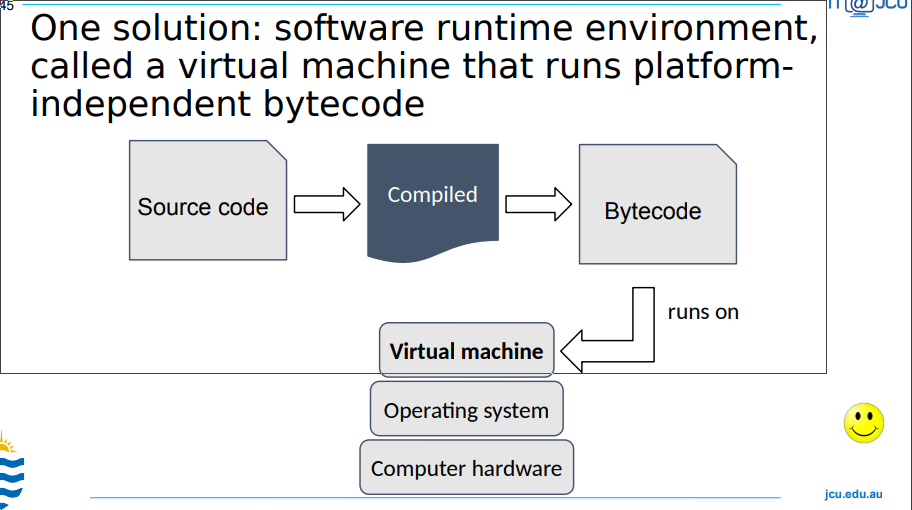 45
IT @ JCU
One solution: software runtime environment,
called a virtual machine that runs platform-
independent bytecode
Source code
Compiled
Bytecode
runs on
Virtual machine
Operating system
Computer hardware
jcu.edu.au